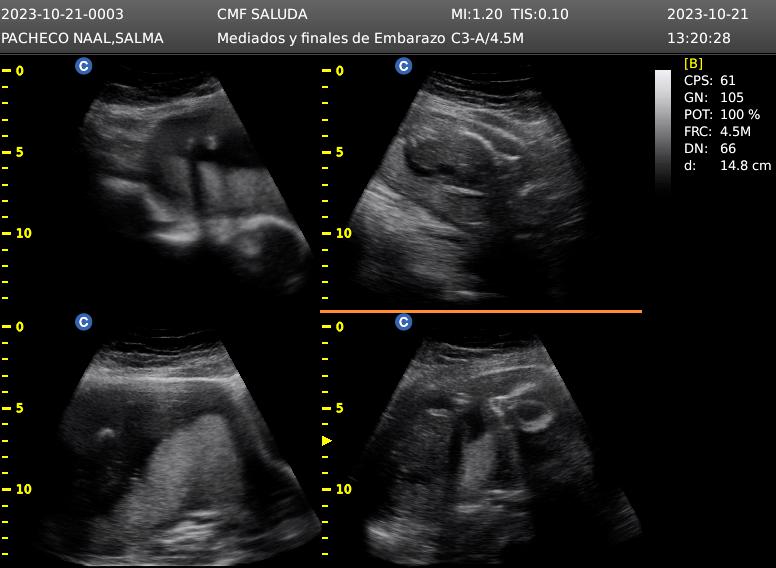 2023-10-21-0003 CMF SALUDA MI:1.20 TIS:0.10 2023-10-21
PACHECO NAAL,SALMA Mediados y finales de Embarazo C3-A/4.5M 13:20:28
[B]
CPS: 61
GN: 105
POT: 100 %
FRC: 4.5M
DN: 66
d: 14.8 cm
C
0
5
10
C
0
5
10
C
0
5
10
C
0
5
10